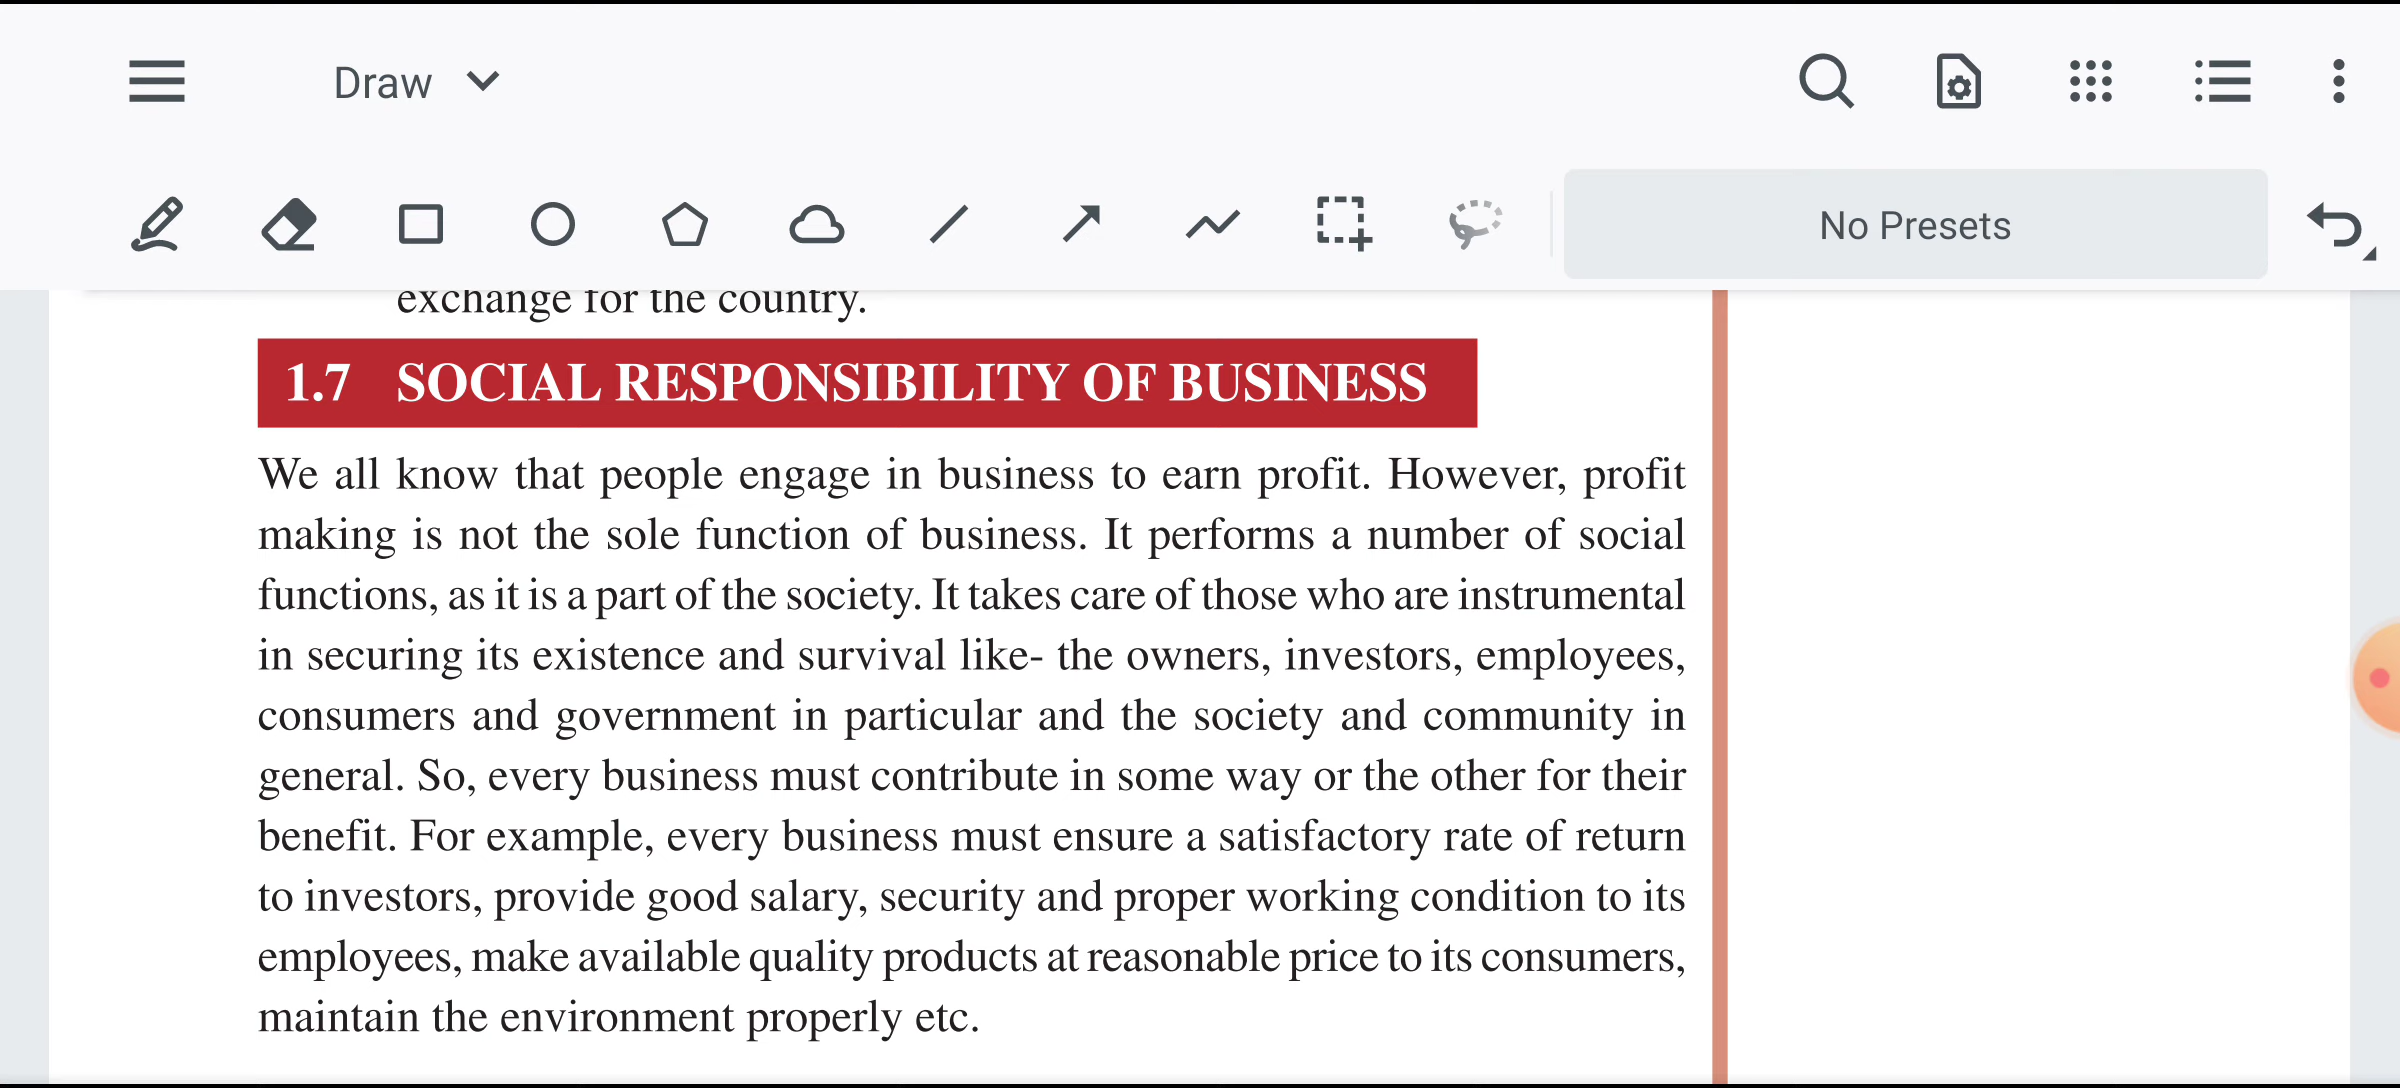 Draw
No Presets
exchange for the country.
1.7 SOCIAL RESPONSIBILITY OF BUSINESS
We all know that people engage in business to earn profit. However, profit
making is not the sole function of business. It performs a number of social
functions, as it is a part of the society. It takes care of those who are instrumental
in securing its existence and survival like- the owners, investors, employees,
consumers and government in particular and the society and community in
general. So, every business must contribute in some way or the other for their
benefit. For example, every business must ensure a satisfactory rate of return
to investors, provide good salary, security and proper working condition to its
employees, make available quality products at reasonable price to its consumers,
maintain the environment properly etc.